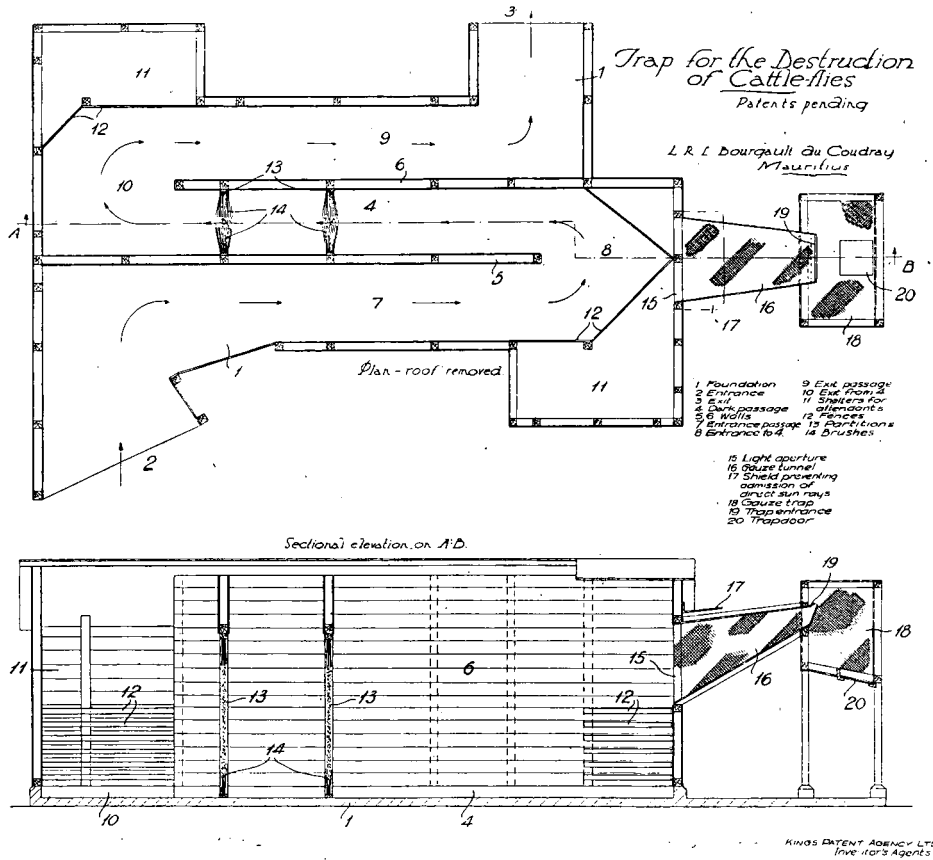 3
Trap for the Destruction
of Cattle-flies
Patents pending
L R L Bourgault du Coudray
Mauritius
11
1
12
9
6
10
13
4
14
A
8
5
7
12
15
16
17
18
19
20
B
1
2
11
Plan - roof removed
1 Foundation
2 Entrance
3 Exit
4 Dark passage
5,6 Walls
7 Entrance passage
8 Entrance to 4.
9 Exit passage
10 Exit from 4
11 Shelters for
attendants
12 Fences
13 Partitions
14 Brushes
15 Light aperture
16 Gauze tunnel
17 Shield preventing
admission of
direct sun rays
18 Gauze trap
19 Trap entrance
20 Trapdoor
Sectional elevation on A·B.
17
19
11
6
15
18
12
13
13
12
16
20
14
10
1
4
KINGS PATENT AGENCY LTD
Inventor's Agents